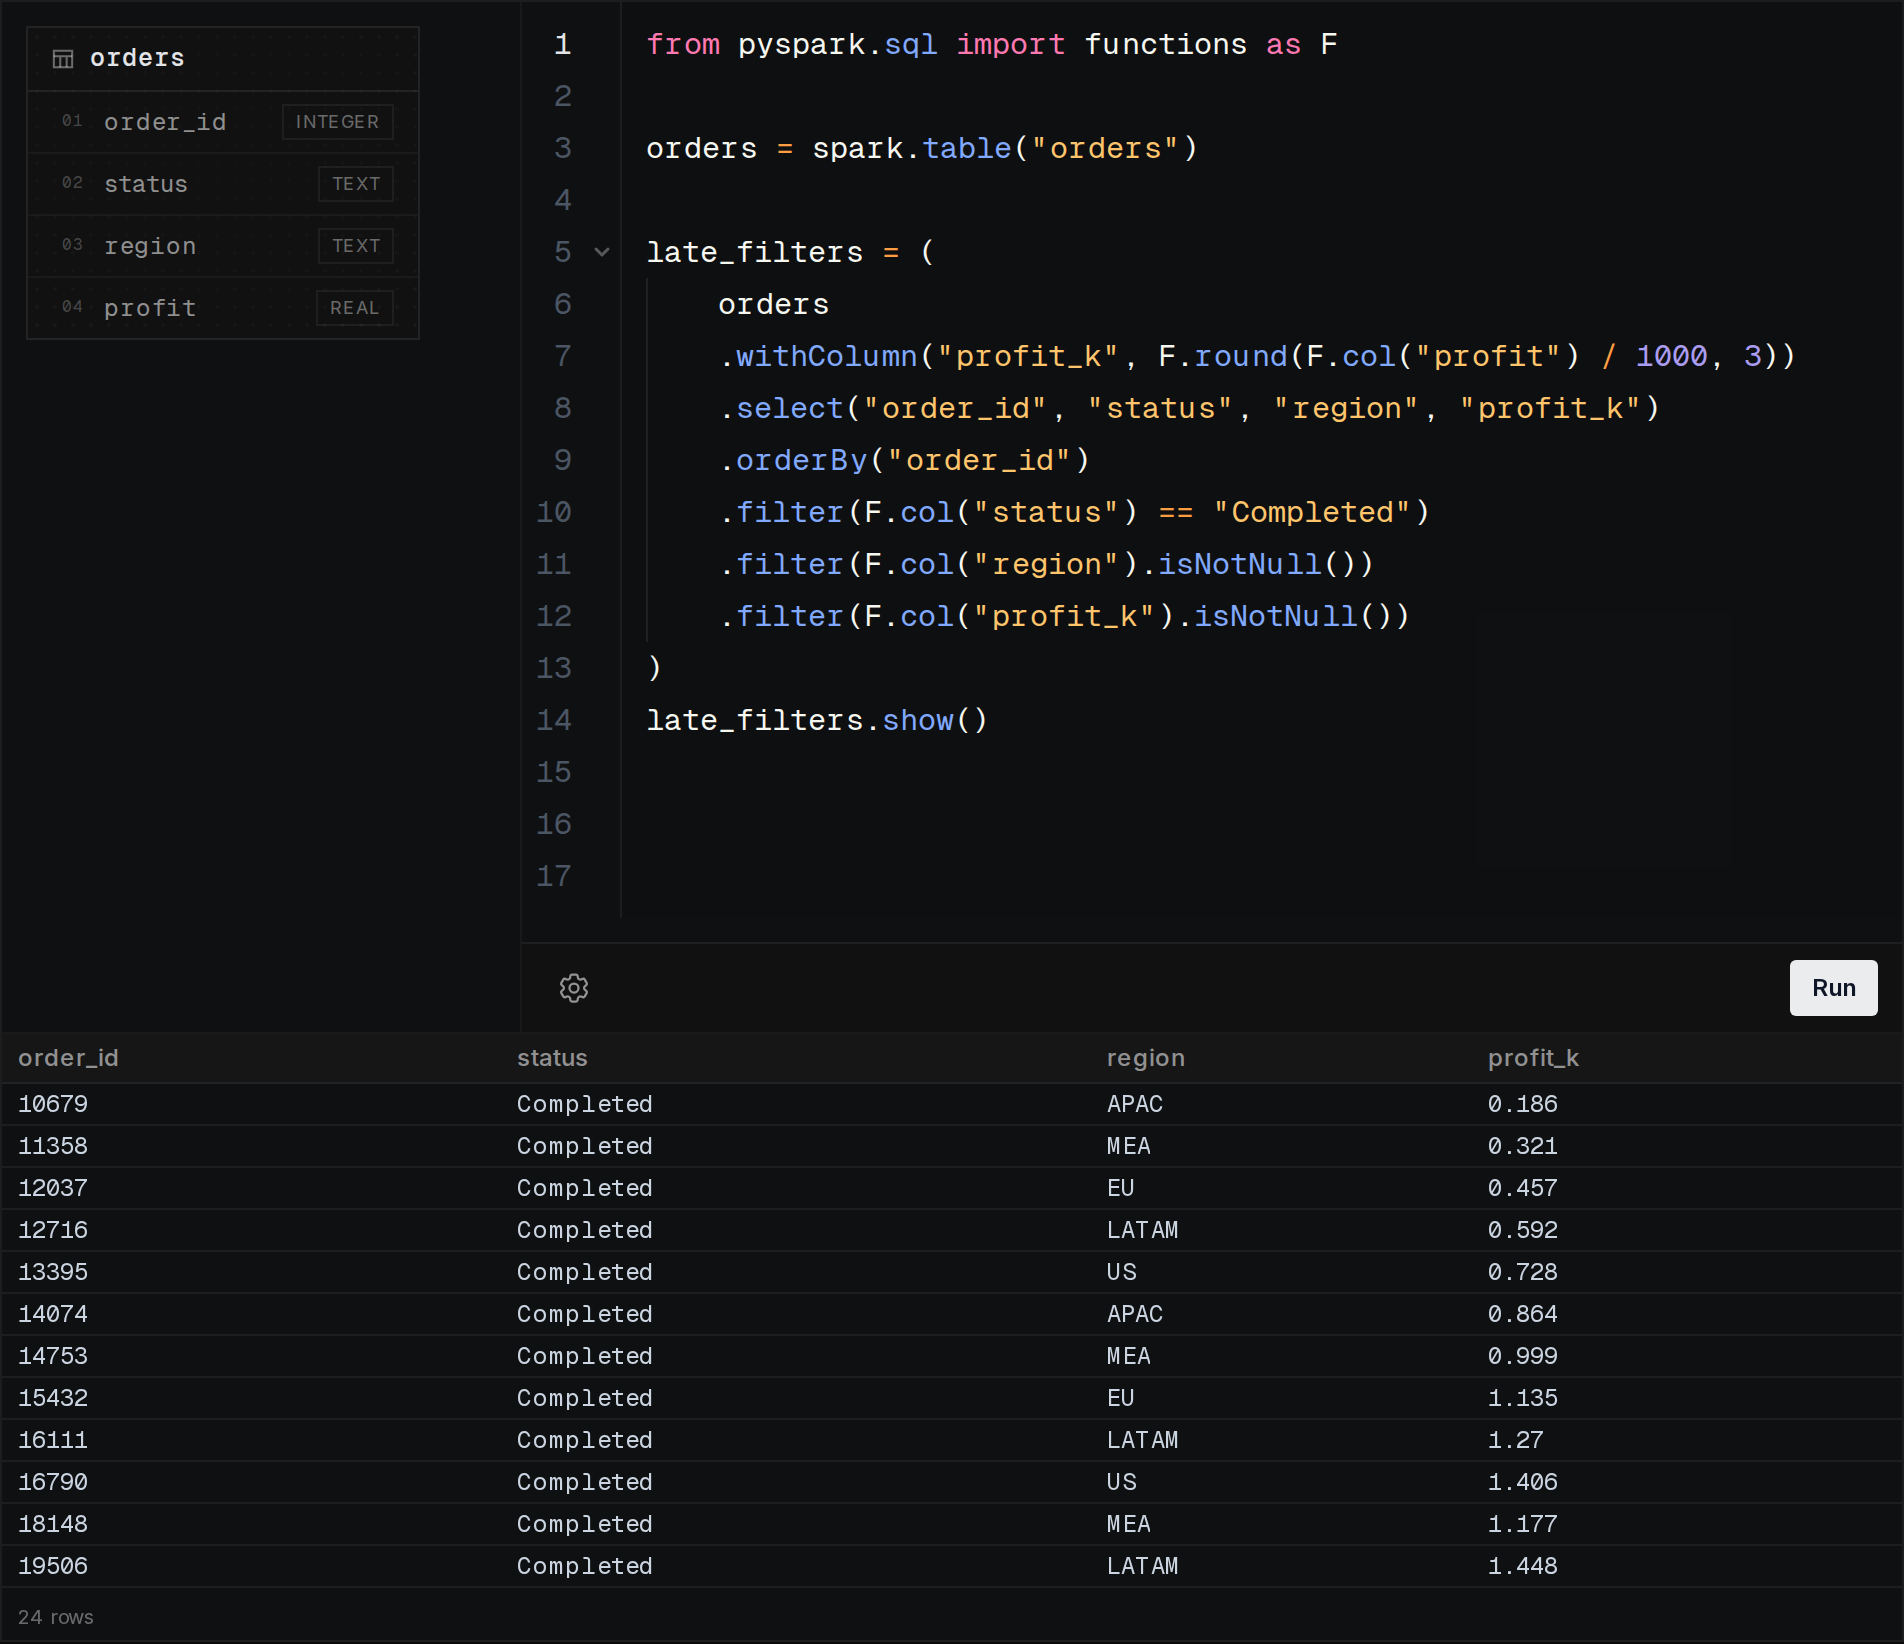 orders
01 order_id INTEGER
02 status TEXT
03 region TEXT
04 profit REAL
1 from pyspark.sql import functions as F
2
3 orders = spark.table("orders")
4
5 late_filters = (
6 orders
7 .withColumn("profit_k", F.round(F.col("profit") / 1000, 3))
8 .select("order_id", "status", "region", "profit_k")
9 .orderBy("order_id")
10 .filter(F.col("status") == "Completed")
11 .filter(F.col("region").isNotNull())
12 .filter(F.col("profit_k").isNotNull())
13 )
14 late_filters.show()
15
16
17
Run
order_id status region profit_k
10679 Completed APAC 0.186
11358 Completed MEA 0.321
12037 Completed EU 0.457
12716 Completed LATAM 0.592
13395 Completed US 0.728
14074 Completed APAC 0.864
14753 Completed MEA 0.999
15432 Completed EU 1.135
16111 Completed LATAM 1.27
16790 Completed US 1.406
18148 Completed MEA 1.177
19506 Completed LATAM 1.448
24 rows